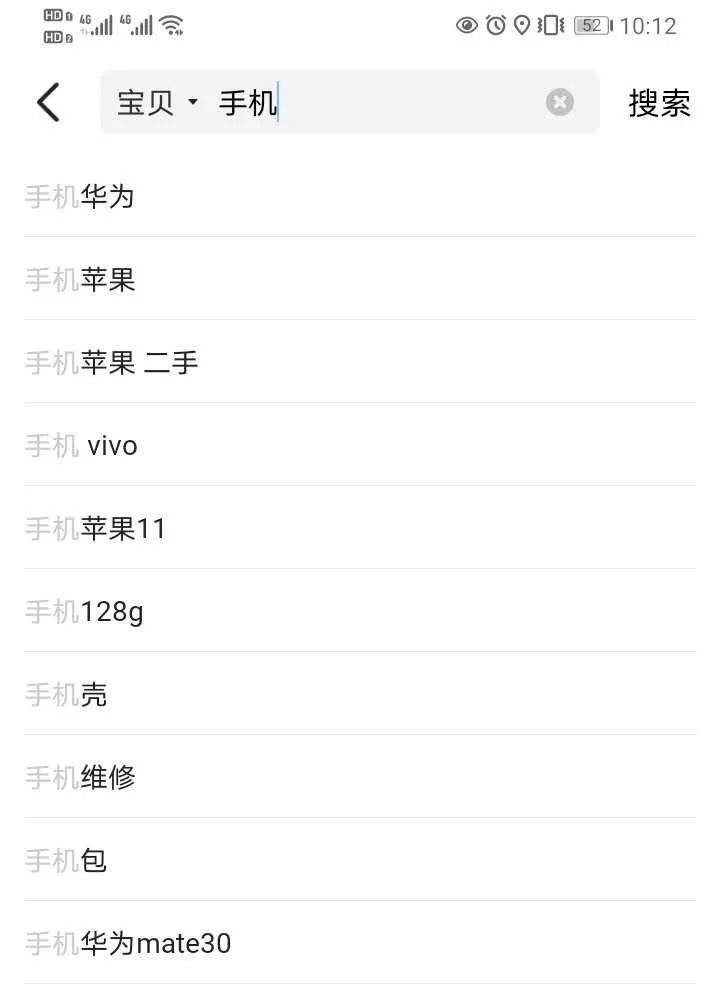 HD 1 4G 4G 52 10:12
HD 2
宝贝 手机 搜索
手机华为
手机苹果
手机苹果 二手
手机 vivo
手机苹果11
手机128g
手机壳
手机维修
手机包
手机华为mate30